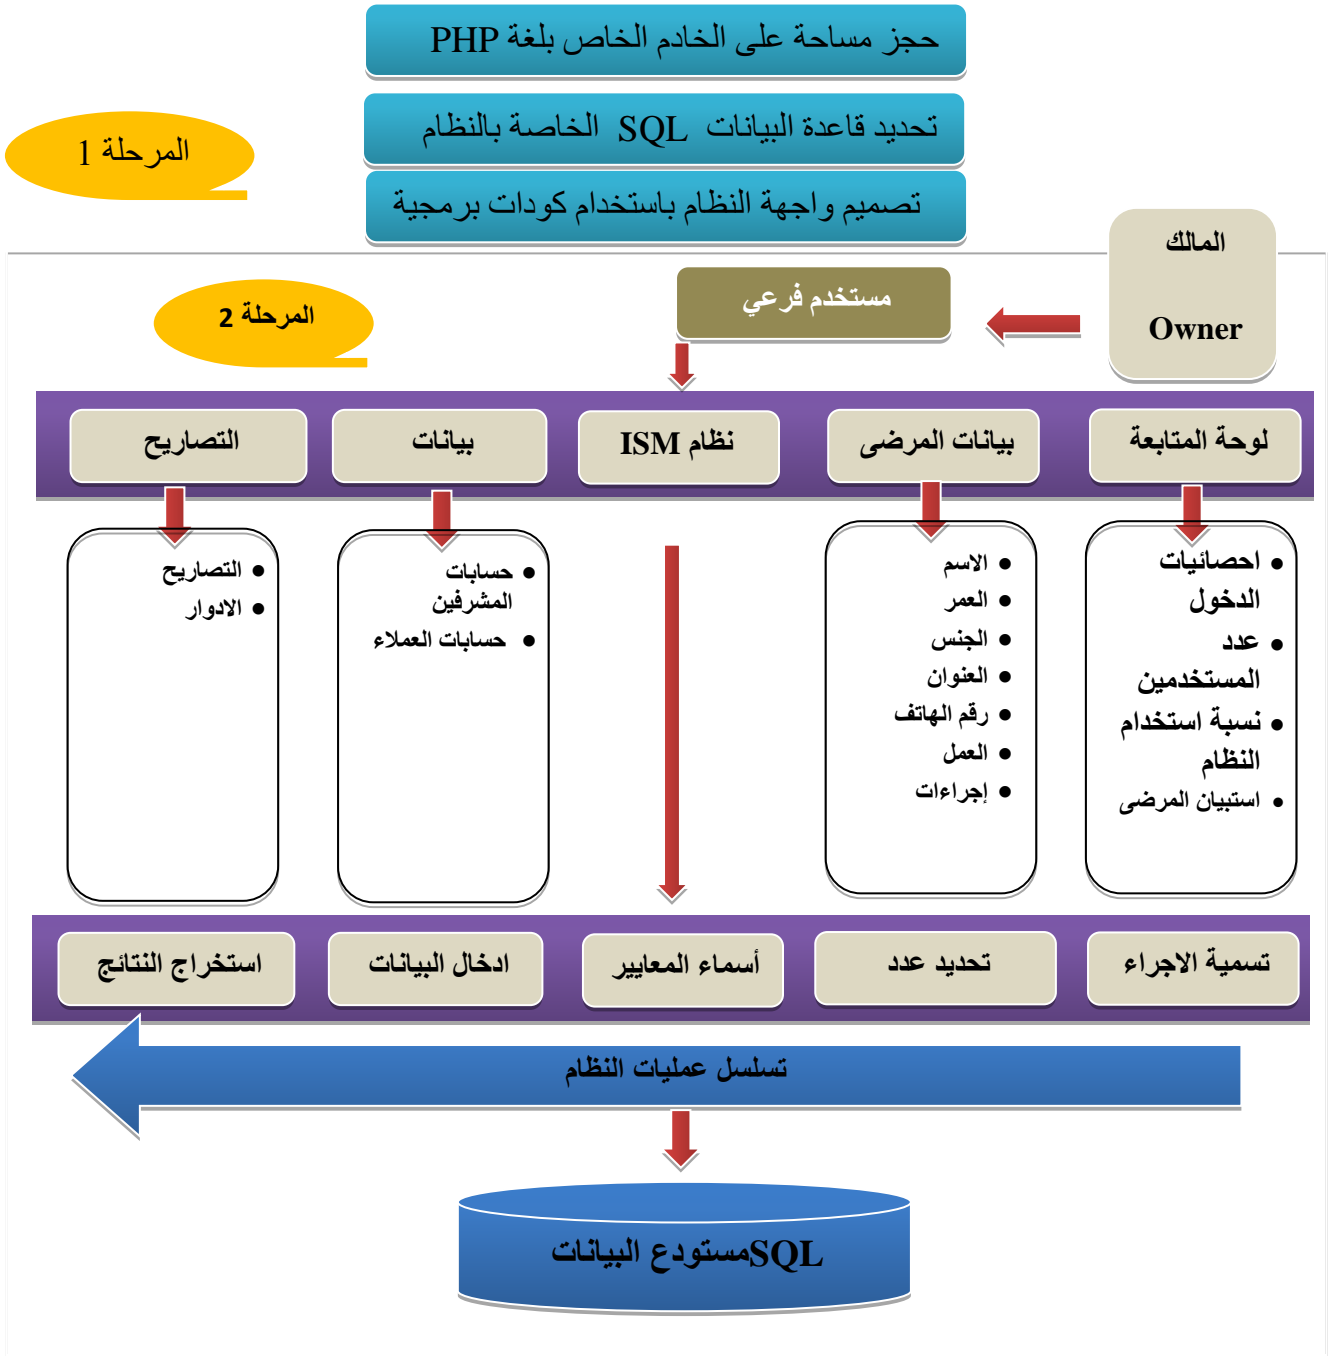 حجز مساحة على الخادم الخاص بلغة PHP
تحديد قاعدة البيانات SQL الخاصة بالنظام
المرحلة 1
تصميم واجهة النظام باستخدام كودات برمجية
المالك
Owner
مستخدم فرعي
المرحلة 2
لوحة المتابعة
بيانات المرضى
نظام ISM
بيانات
التصاريح
● احصائيات
الدخول
● عدد
المستخدمين
● نسبة استخدام
النظام
● استبيان المرضى
● الاسم
● العمر
● الجنس
● العنوان
● رقم الهاتف
● العمل
● إجراءات
● حسابات
المشرفين
● حسابات العملاء
● التصاريح
● الادوار
تسمية الاجراء
تحديد عدد
أسماء المعايير
ادخال البيانات
استخراج النتائج
تسلسل عمليات النظام
مستودع البياناتSQL